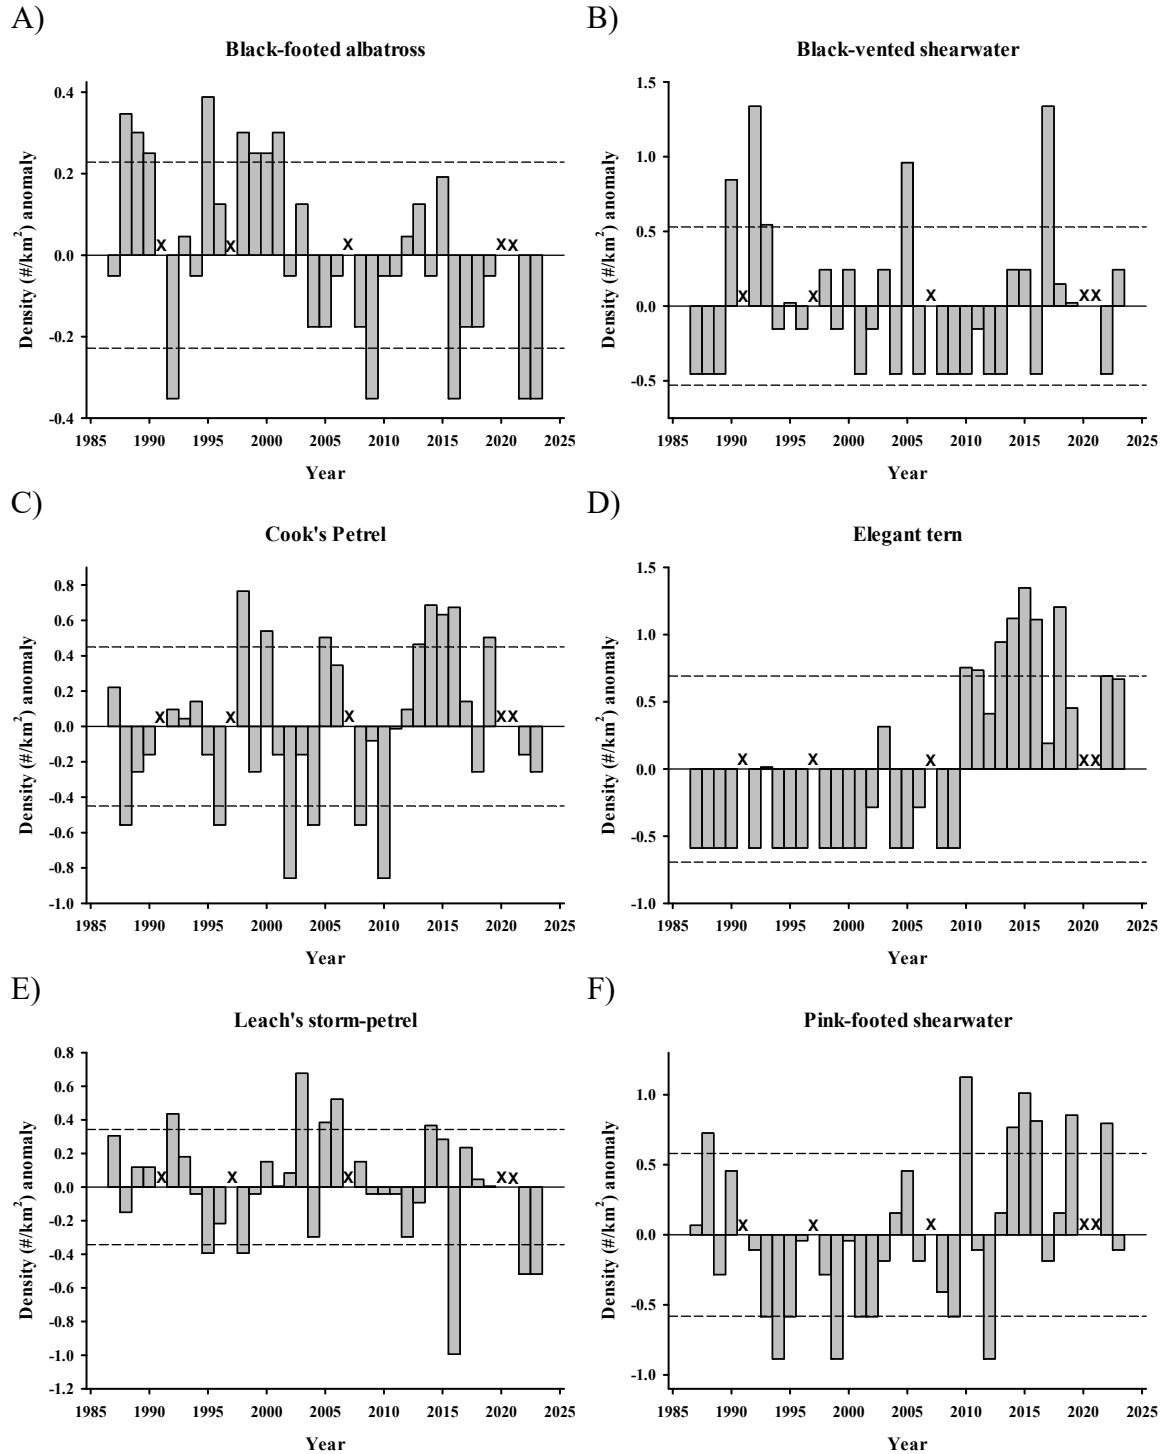 A)
Black-footed albatross
Density (#/km²) anomaly
0.4
0.2
0.0
-0.2
-0.4
X X X X X
1985 1990 1995 2000 2005 2010 2015 2020 2025
Year
B)
Black-vented shearwater
Density (#/km²) anomaly
1.5
1.0
0.5
0.0
-0.5
X X X X X
1985 1990 1995 2000 2005 2010 2015 2020 2025
Year
C)
Cook's Petrel
Density (#/km²) anomaly
0.8
0.6
0.4
0.2
0.0
-0.2
-0.4
-0.6
-0.8
-1.0
X X X X X
1985 1990 1995 2000 2005 2010 2015 2020 2025
Year
D)
Elegant tern
Density (#/km²) anomaly
1.5
1.0
0.5
0.0
-0.5
-1.0
X X X X X
1985 1990 1995 2000 2005 2010 2015 2020 2025
Year
E)
Leach's storm-petrel
Density (#/km²) anomaly
0.8
0.6
0.4
0.2
0.0
-0.2
-0.4
-0.6
-0.8
-1.0
-1.2
X X X X X
1985 1990 1995 2000 2005 2010 2015 2020 2025
Year
F)
Pink-footed shearwater
Density (#/km²) anomaly
1.0
0.5
0.0
-0.5
-1.0
X X X X X
1985 1990 1995 2000 2005 2010 2015 2020 2025
Year